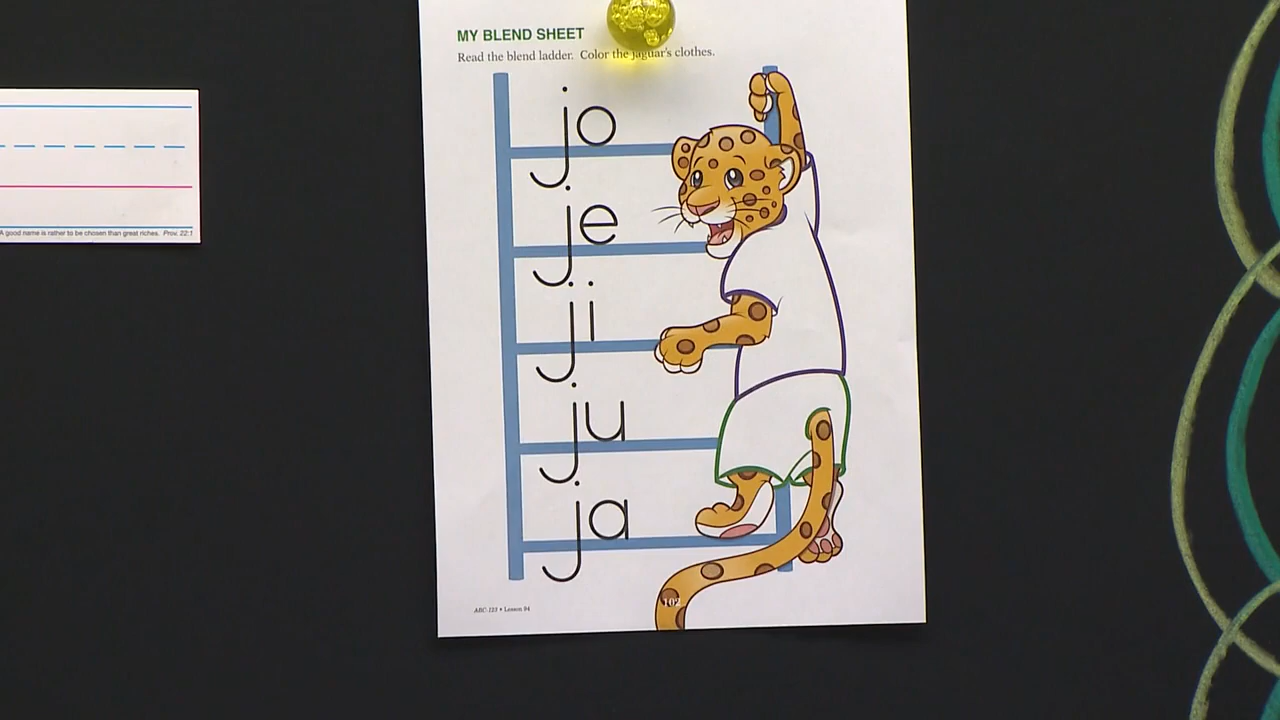 MY BLEND SHEET
Read the blend ladder. Color the jaguar's clothes.
jo
je
ji
ju
ja
A good name is rather to be chosen than great riches. Prov. 22:1
ABC-123 • Lesson 94
102